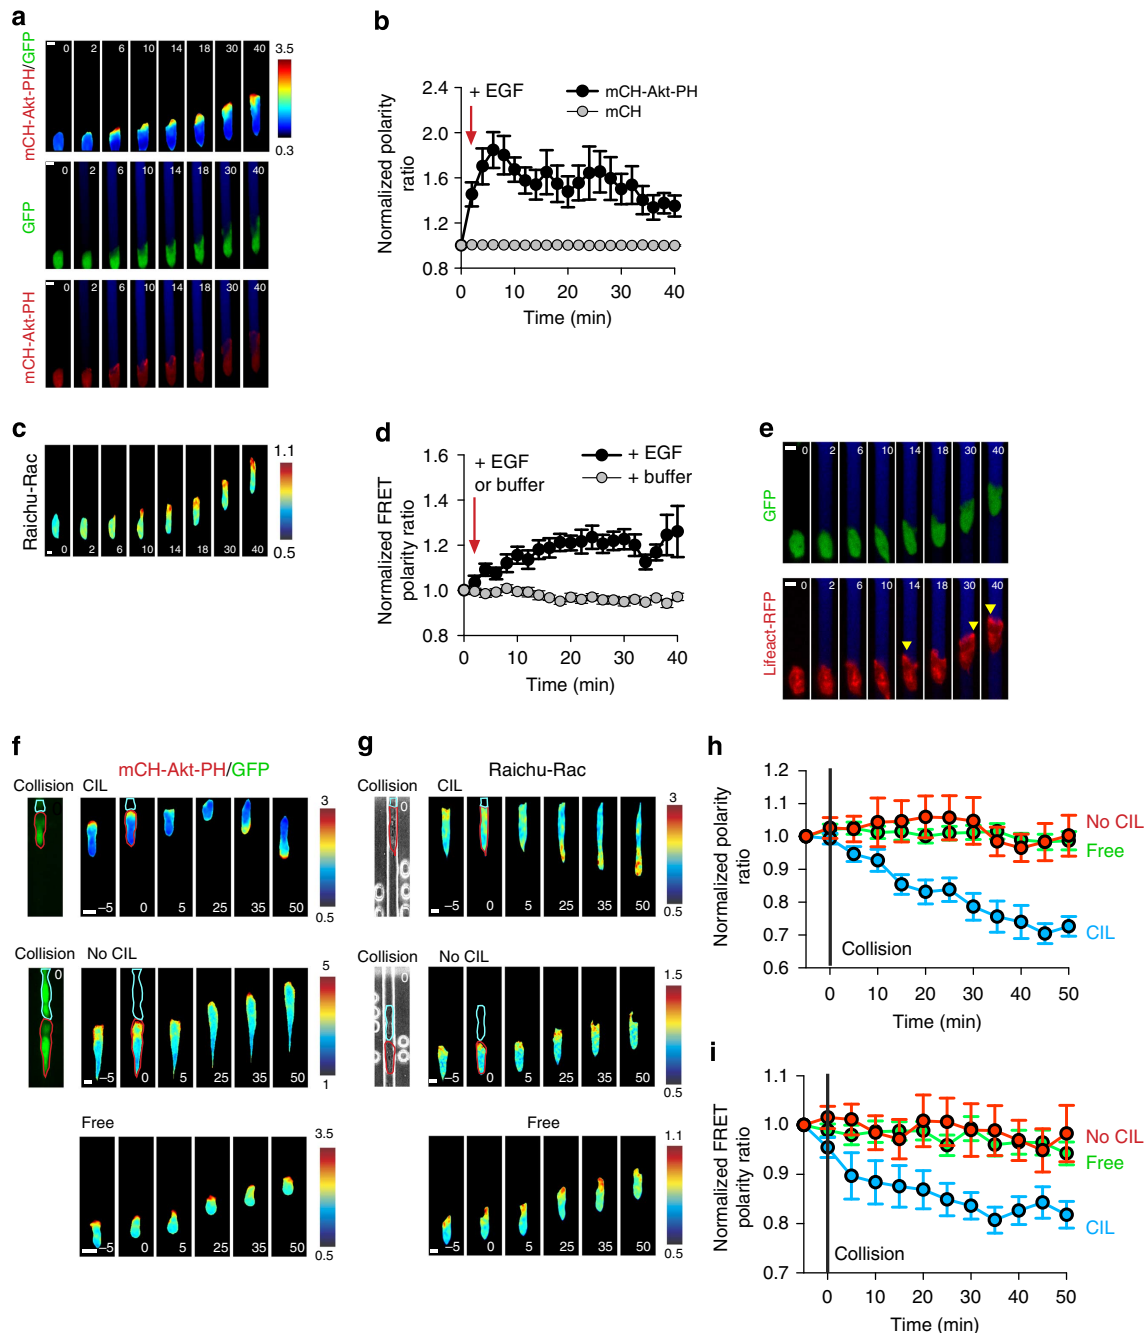 a
mCH-Akt-PH/GFP
0 2 6 10 14 18 30 40
3.5
0.3
GFP
0 2 6 10 14 18 30 40
mCH-Akt-PH
0 2 6 10 14 18 30 40
b
Normalized polarity
ratio
2.4
2.0
1.6
1.2
0.8
+ EGF
mCH-Akt-PH
mCH
0 10 20 30 40
Time (min)
c
Raichu-Rac
0 2 6 10 14 18 30 40
1.1
0.5
d
Normalized FRET
polarity ratio
1.6
1.4
1.2
1.0
0.8
+ EGF
or buffer
+ EGF
+ buffer
0 10 20 30 40
Time (min)
e
GFP
0 2 6 10 14 18 30 40
Lifeact-RFP
0 2 6 10 14 18 30 40
f
mCH-Akt-PH/GFP
Collision CIL
0
–5 0 5 25 35 50
3
0.5
Collision No CIL
0
–5 0 5 25 35 50
5
1
Free
–5 0 5 25 35 50
3.5
0.5
g
Raichu-Rac
Collision CIL
0
–5 0 5 25 35 50
3
0.5
Collision No CIL
0
–5 0 5 25 35 50
1.5
0.5
Free
–5 0 5 25 35 50
1.1
0.5
h
Normalized polarity
ratio
1.2
1.1
1.0
0.9
0.8
0.7
0.6
No CIL
Free
CIL
Collision
0 10 20 30 40 50
Time (min)
i
Normalized FRET
polarity ratio
1.1
1.0
0.9
0.8
0.7
No CIL
Free
CIL
Collision
0 10 20 30 40 50
Time (min)